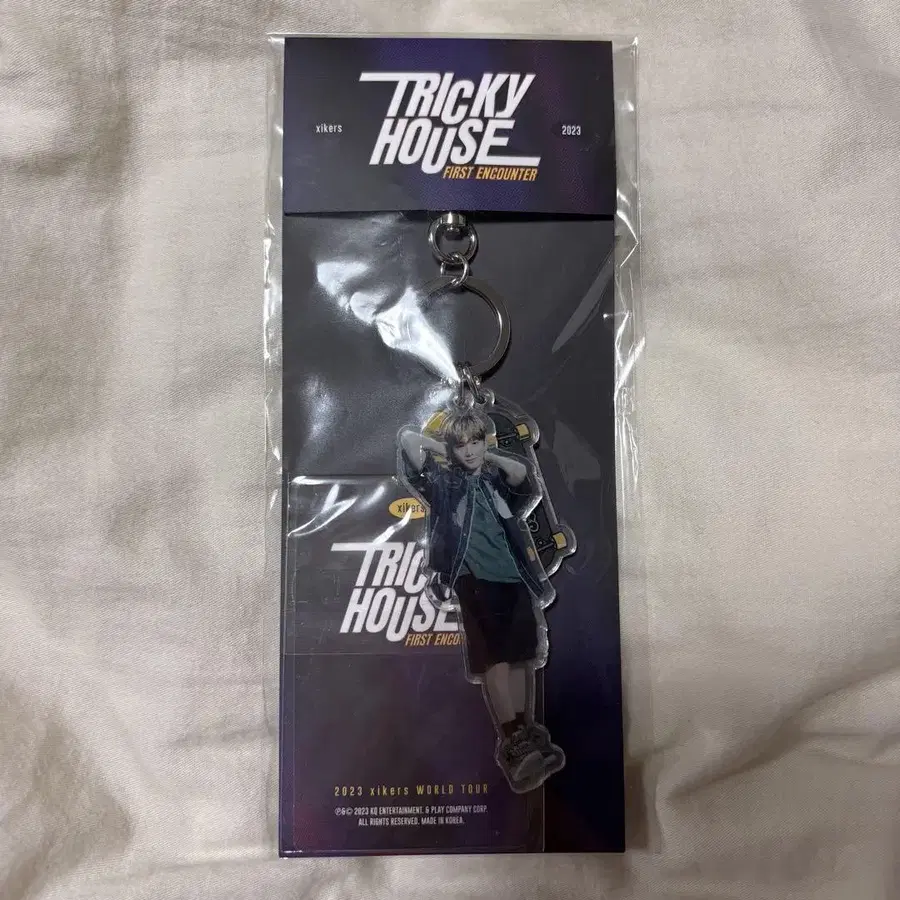 TRICKY
xikers
2023
HOUSE
FIRST ENCOUNTER
xikers
TRIC
HOUSE
FIRST ENCO
2023 xikers WORLD TOUR
℗&© 2023 KQ ENTERTAINMENT. & PLAY COMPANY CORP.
ALL RIGHTS RESERVED. MADE IN KOREA.